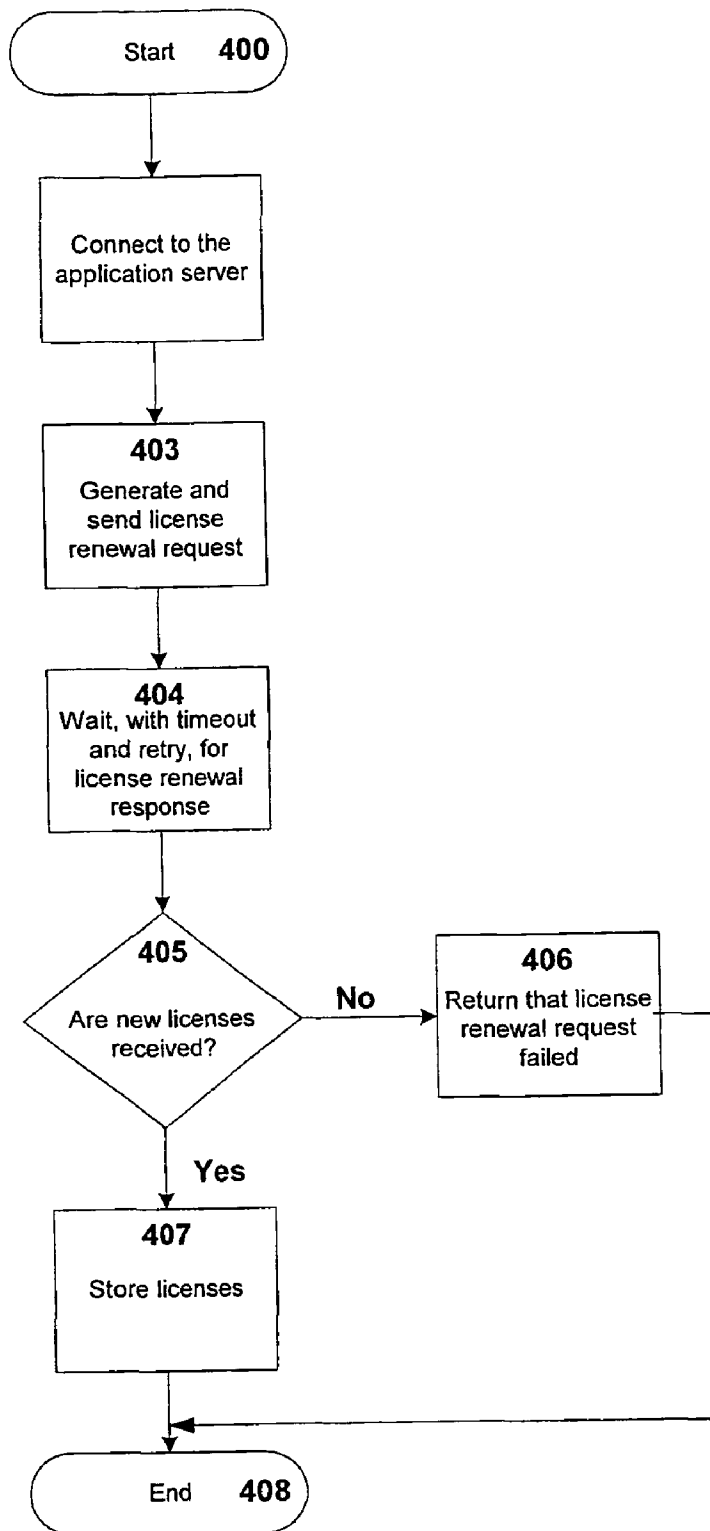 Start 400
Connect to the
application server
403
Generate and
send license
renewal request
404
Wait, with timeout
and retry, for
license renewal
response
405
Are new licenses
received?
No
406
Return that license
renewal request
failed
Yes
407
Store licenses
End 408